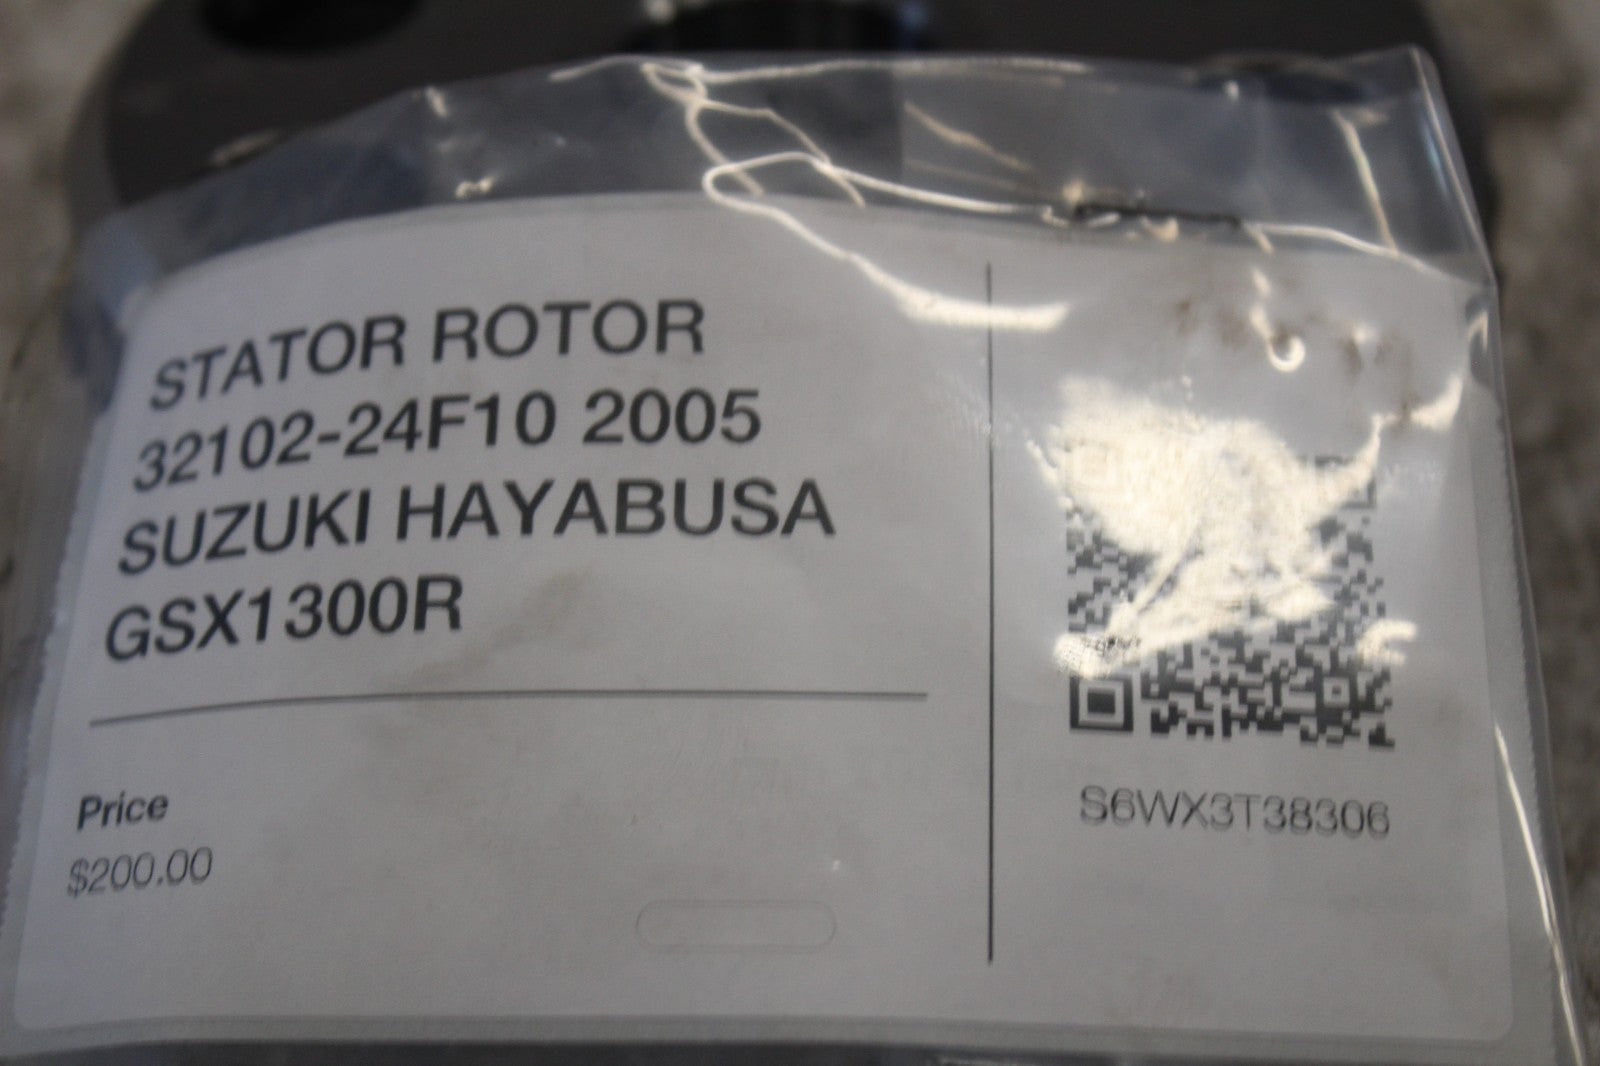 STATOR ROTOR
32102-24F10 2005
SUZUKI HAYABUSA
GSX1300R
Price
$200.00
S6WX3T38306